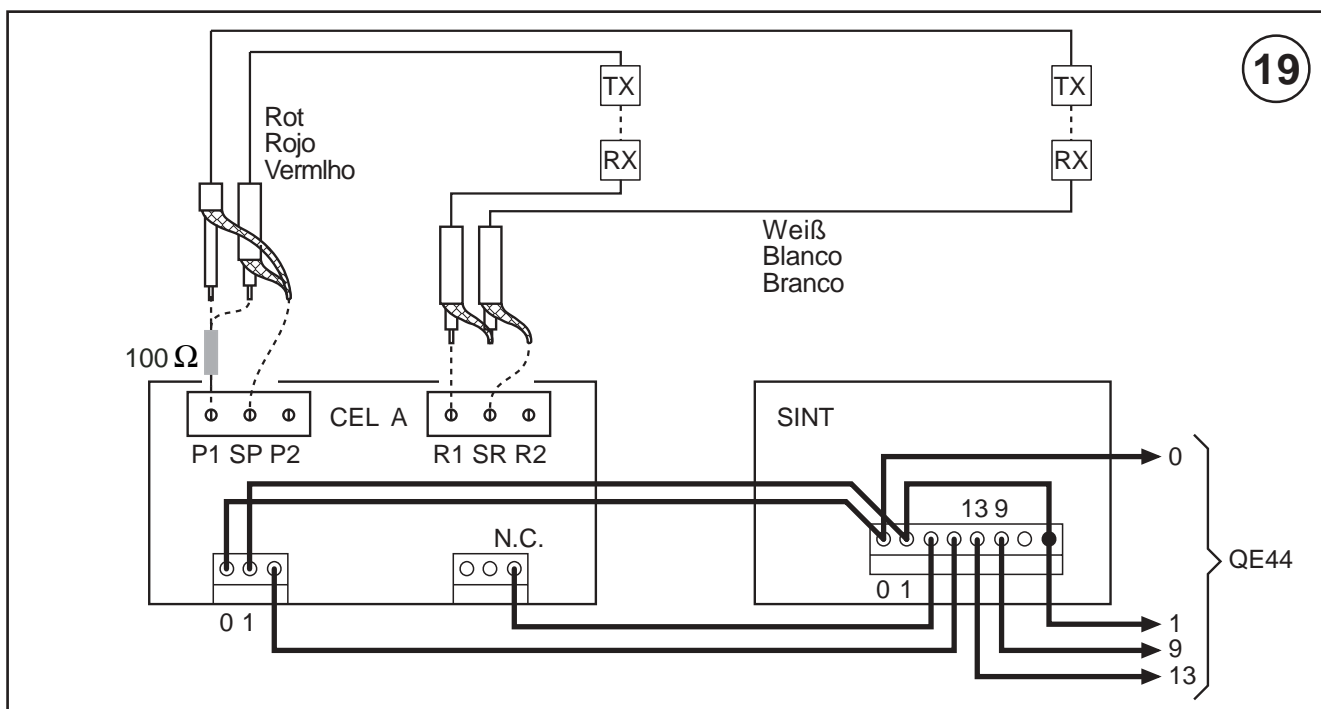 19
TX
TX
Rot
Rojo
Vermlho
RX
RX
Weiß
Blanco
Branco
100 Ω
CEL A
P1 SP P2
R1 SR R2
SINT
0
13 9
N.C.
QE44
0 1
0 1
1
9
13